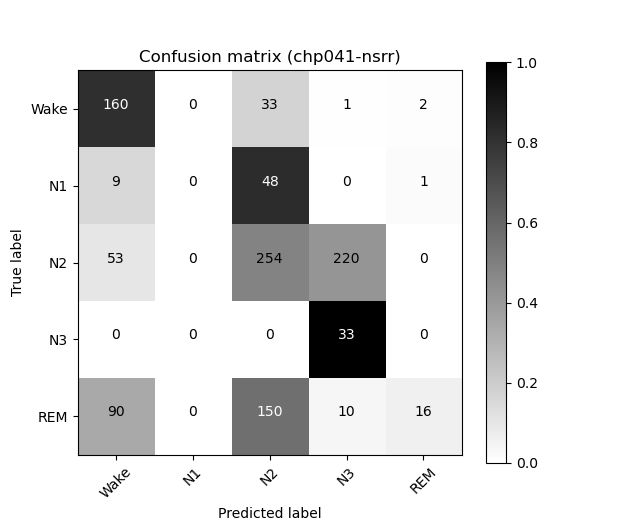 Confusion matrix (chp041-nsrr)
1.0
Wake 160 0 33 1 2
0.8
N1 9 0 48 0 1
0.6
True label
N2 53 0 254 220 0
0.4
N3 0 0 0 33 0
0.2
REM 90 0 150 10 16
0.0
Wake N1 N2 N3 REM
Predicted label